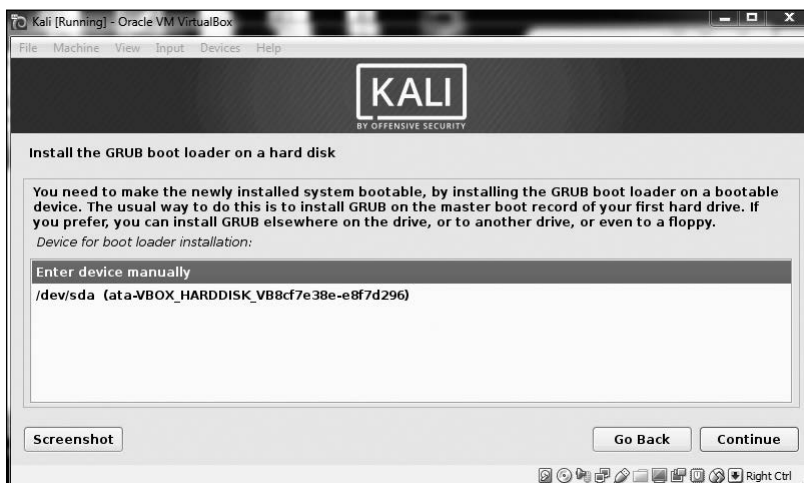 Kali [Running] - Oracle VM VirtualBox
File Machine View Input Devices Help
KALI
BY OFFENSIVE SECURITY
Install the GRUB boot loader on a hard disk
You need to make the newly installed system bootable, by installing the GRUB boot loader on a bootable
device. The usual way to do this is to install GRUB on the master boot record of your first hard drive. If
you prefer, you can install GRUB elsewhere on the drive, or to another drive, or even to a floppy.
Device for boot loader installation:
Enter device manually
/dev/sda (ata-VBOX_HARDDISK_VB8cf7e38e-e8f7d296)
Screenshot
Go Back
Continue
Right Ctrl